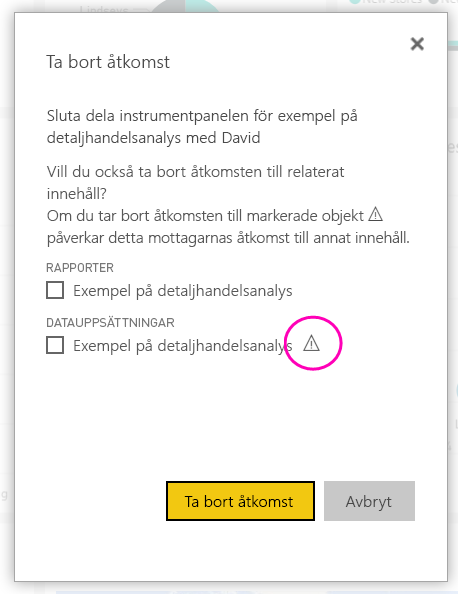 Ta bort åtkomst
Sluta dela instrumentpanelen för exempel på
detaljhandelsanalys med David
Vill du också ta bort åtkomsten till relaterat
innehåll?
Om du tar bort åtkomsten till markerade objekt ⚠
påverkar detta mottagarnas åtkomst till annat innehåll.
RAPPORTER
Exempel på detaljhandelsanalys
DATAUPPSÄTTNINGAR
Exempel på detaljhandelsanalys ⚠
Ta bort åtkomst
Avbryt